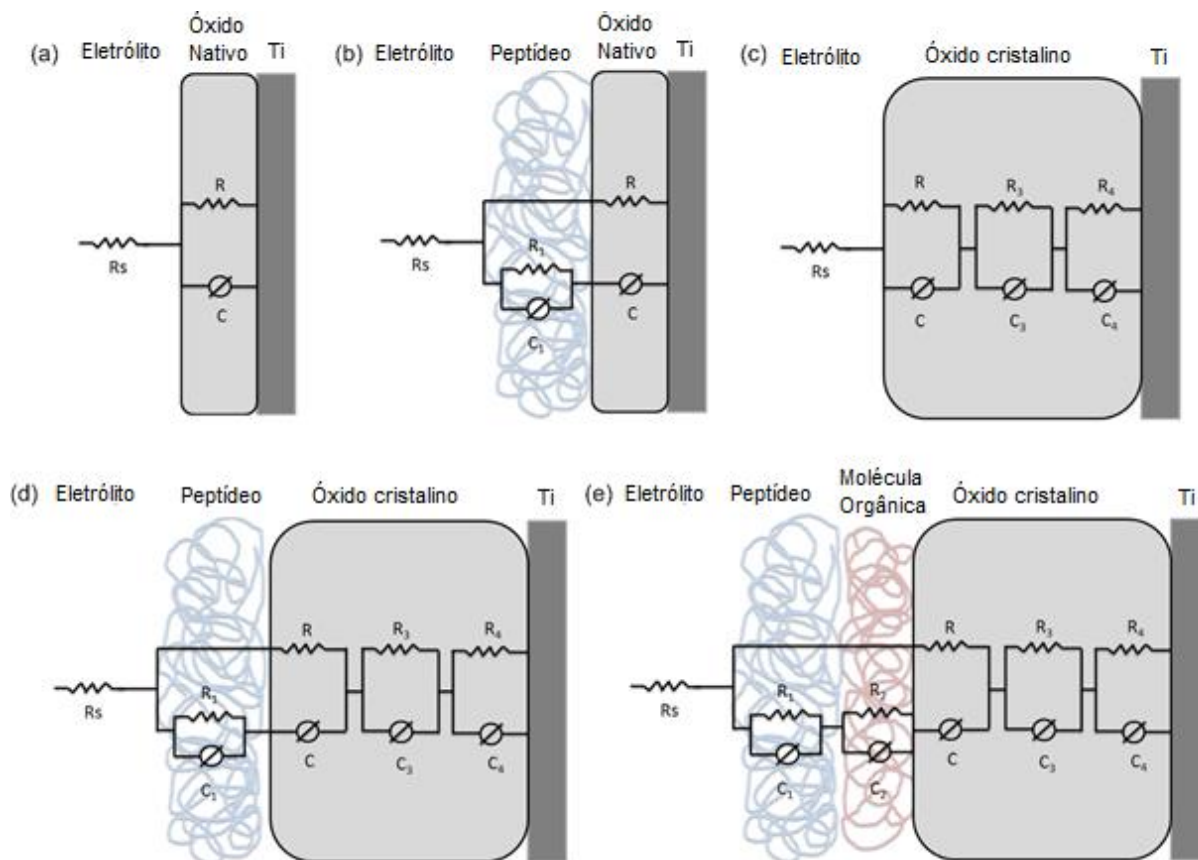 (a) Eletrólito Óxido Nativo Ti
R
Rs
C
(b) Eletrólito Peptídeo Óxido Nativo Ti
R
Rs
R₁
C₁
C
(c) Eletrólito Óxido cristalino Ti
R R₃ R₄
Rs
C C₃ C₄
(d) Eletrólito Peptídeo Óxido cristalino Ti
R R₃ R₄
Rs
R₁
C₁
C C₃ C₄
(e) Eletrólito Peptídeo Molécula Orgânica Óxido cristalino Ti
R R₃ R₄
Rs
R₁ R₂
C₁ C₂
C C₃ C₄